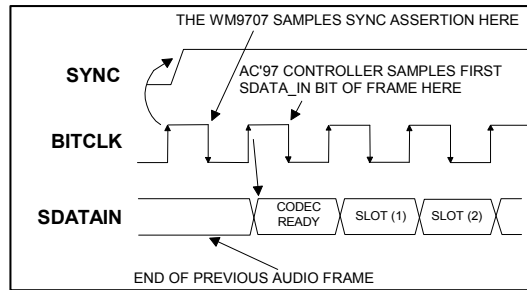 THE WM9707 SAMPLES SYNC ASSERTION HERE
SYNC
AC'97 CONTROLLER SAMPLES FIRST
SDATA_IN BIT OF FRAME HERE
BITCLK
SDATAIN
CODEC
READY
SLOT (1)
SLOT (2)
END OF PREVIOUS AUDIO FRAME